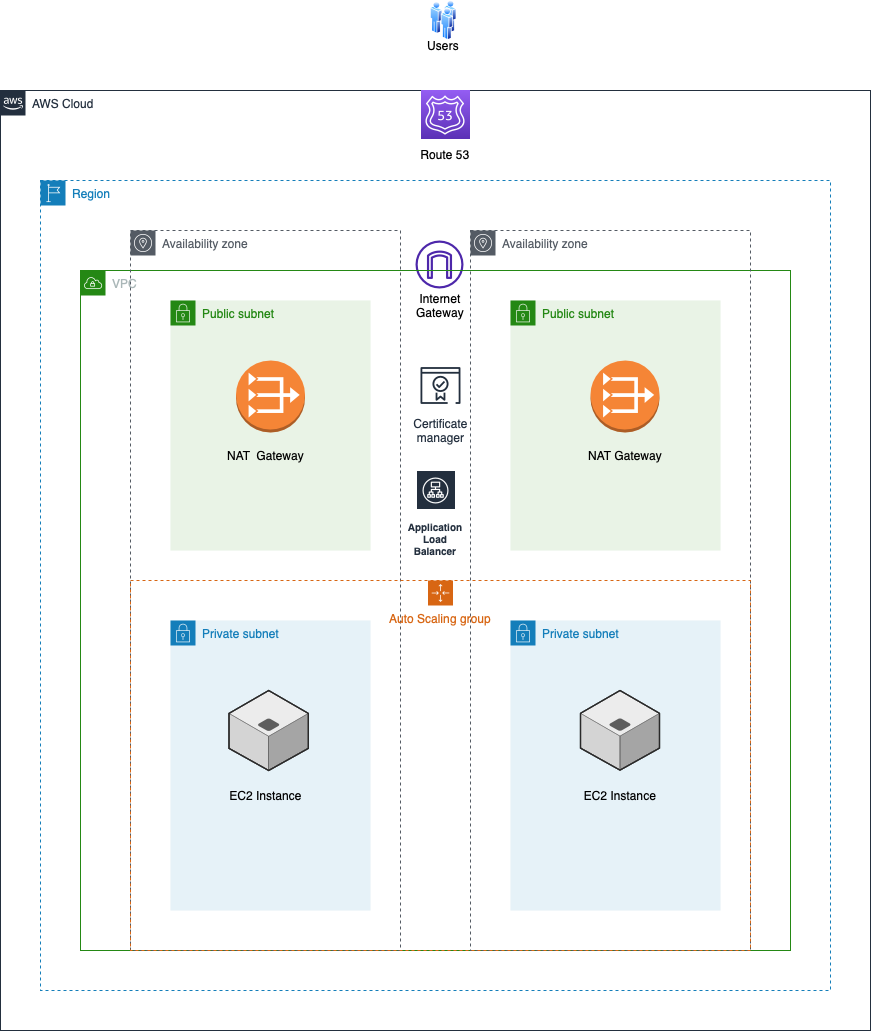 Users
aws
AWS Cloud
53
Route 53
Region
Availability zone
Availability zone
VPC
Internet
Gateway
Public subnet
Public subnet
Certificate
manager
NAT  Gateway
NAT Gateway
Application
Load
Balancer
Auto Scaling group
Private subnet
Private subnet
EC2 Instance
EC2 Instance